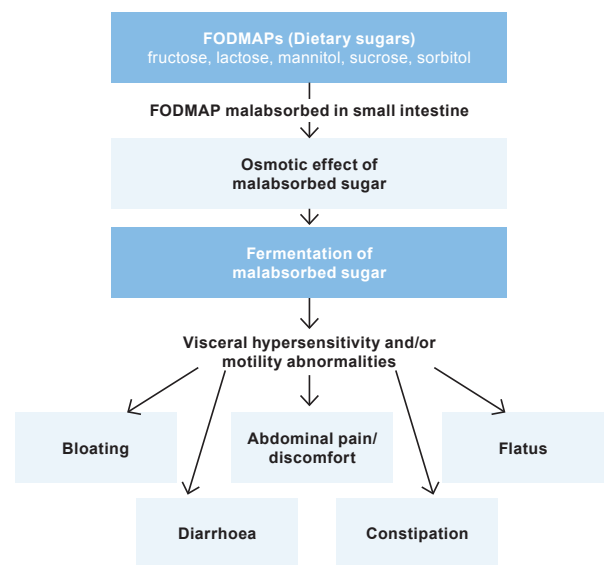 FODMAPs (Dietary sugars)
fructose, lactose, mannitol, sucrose, sorbitol
FODMAP malabsorbed in small intestine
Osmotic effect of
malabsorbed sugar
Fermentation of
malabsorbed sugar
Visceral hypersensitivity and/or
motility abnormalities
Bloating
Abdominal pain/
discomfort
Flatus
Diarrhoea
Constipation